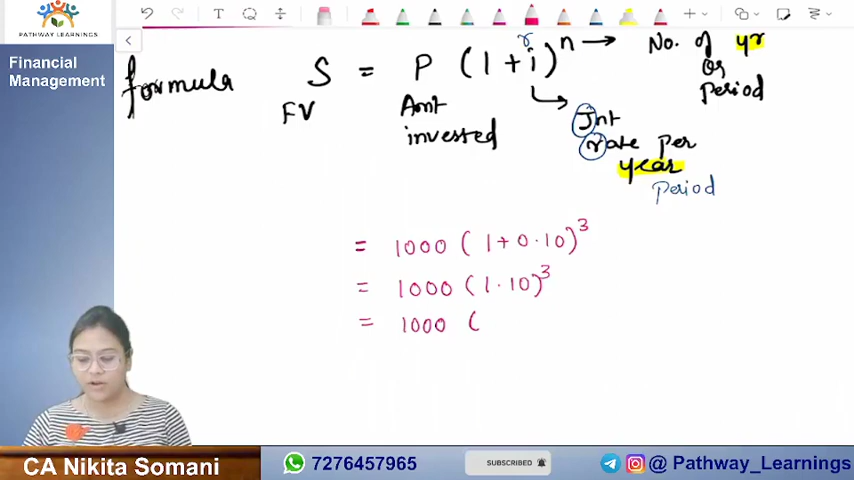 PATHWAY LEARNINGS
Financial
Management
formula S = P (1 + i)^n → No. of yr
r
FV
Amt
invested
or
period
Int
rate per
year
period
= 1000 (1 + 0.10)^3
= 1000 (1.10)^3
= 1000 (
CA Nikita Somani
7276457965
SUBSCRIBED
@ Pathway_Learnings